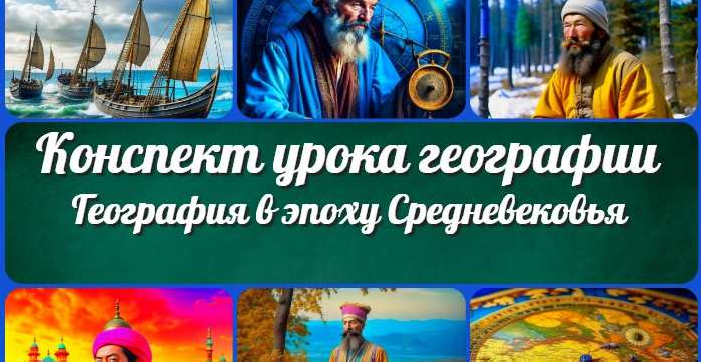 Конспект урока географии
География в эпоху Средневековья